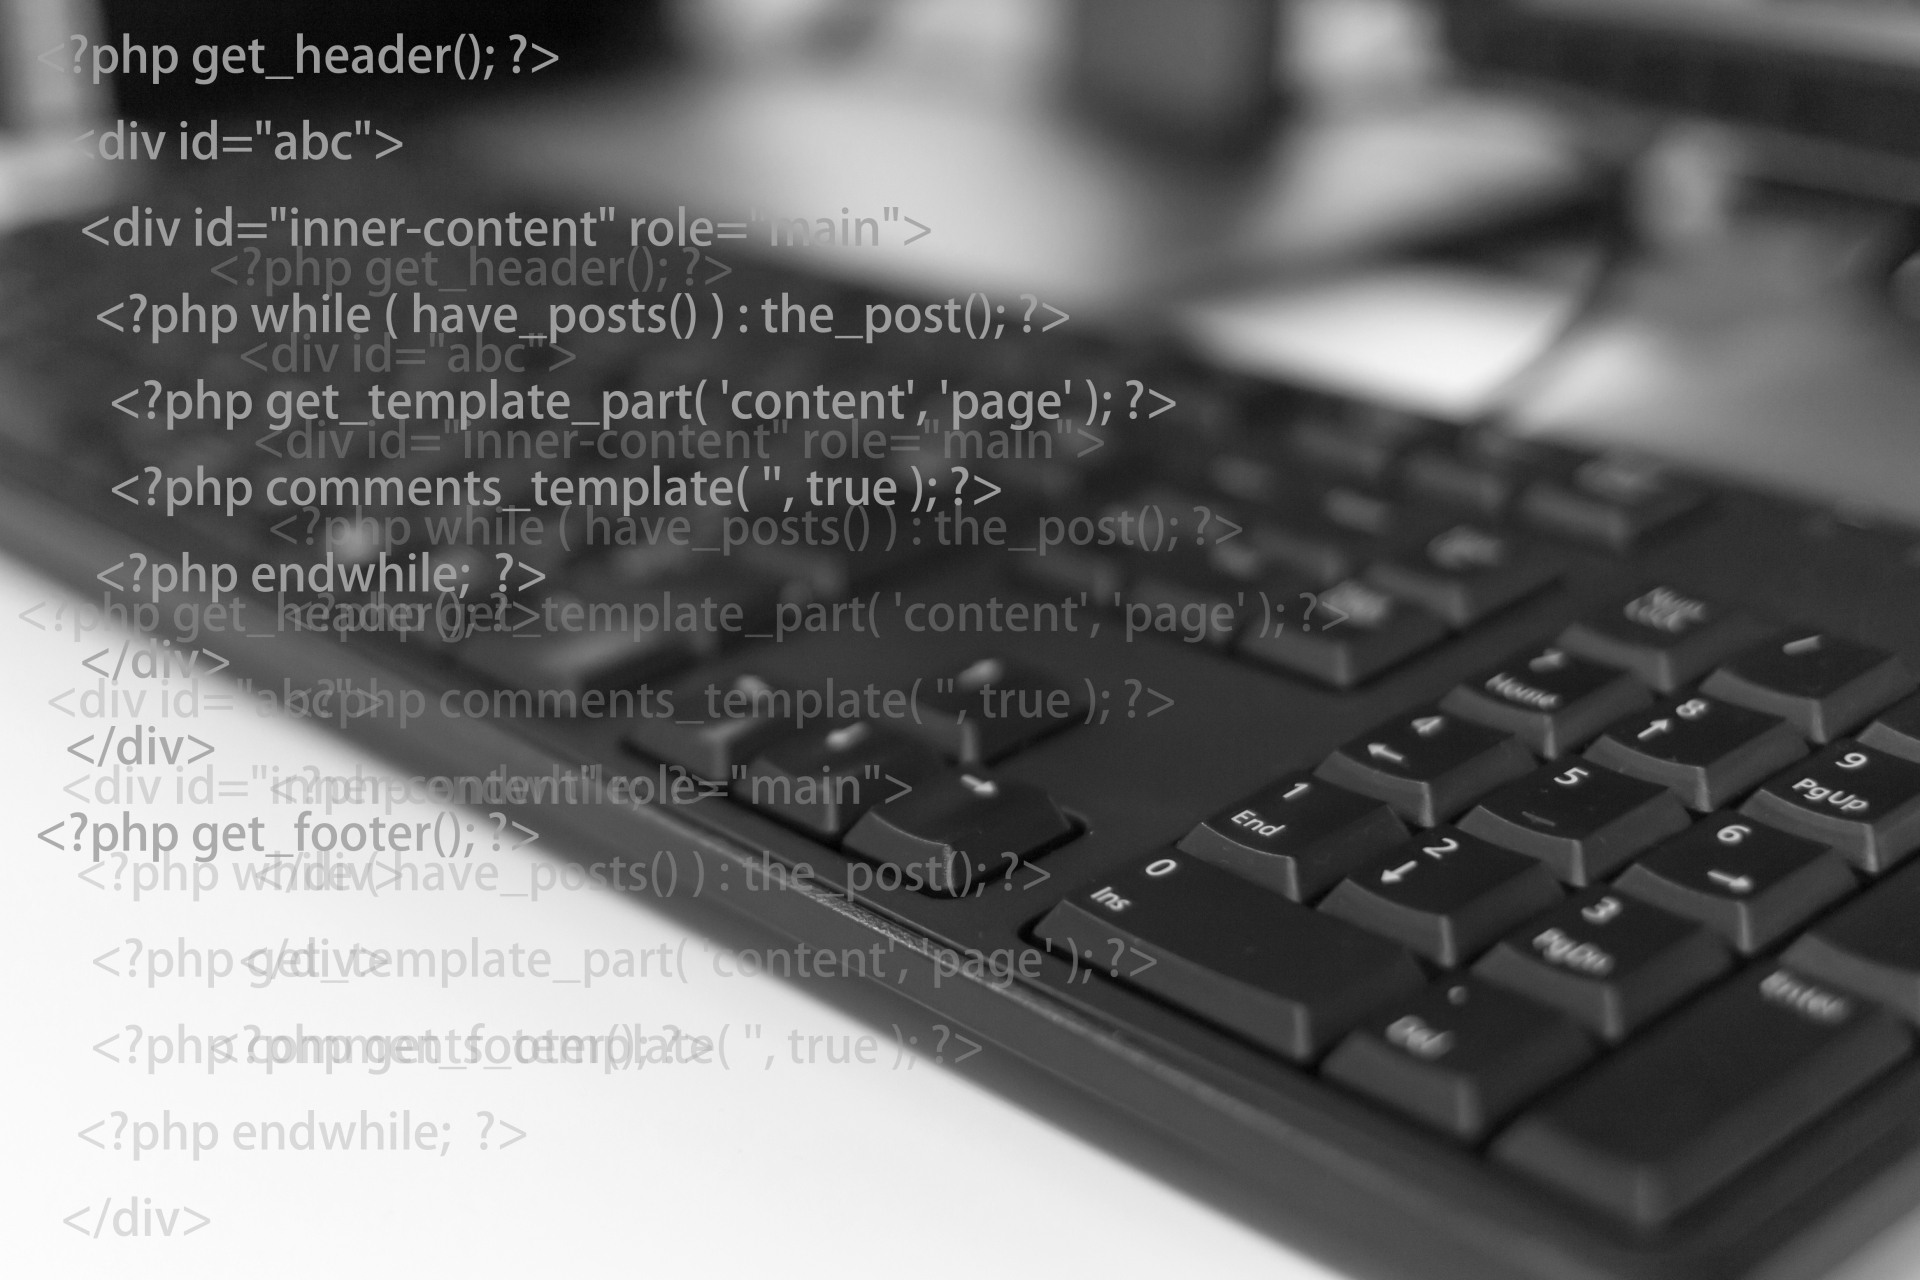 <?php get_header(); ?>
<div id="abc">
<div id="inner-content" role="main">
<?php while ( have_posts() ) : the_post(); ?>
<?php get_template_part( 'content', 'page' ); ?>
<?php comments_template( '', true ); ?>
<?php endwhile;  ?>
</div>
</div>
<?php get_footer(); ?>
<?php get_header(); ?>
<div id="abc">
<div id="inner-content" role="main">
<?php while ( have_posts() ) : the_post(); ?>
<?php get_template_part( 'content', 'page' ); ?>
<?php comments_template( '', true ); ?>
<?php endwhile;  ?>
</div>
</div>
<?php get_footer(); ?>
<?php get_header(); ?>
<div id="abc">
<div id="inner-content" role="main">
<?php while ( have_posts() ) : the_post(); ?>
<?php get_template_part( 'content', 'page' ); ?>
<?php comments_template( '', true ); ?>
<?php endwhile;  ?>
</div>
Num Lock
7 Home
8
9 PgUp
4
5
6
1 End
2
3 PgDn
0 Ins
. Del
Enter